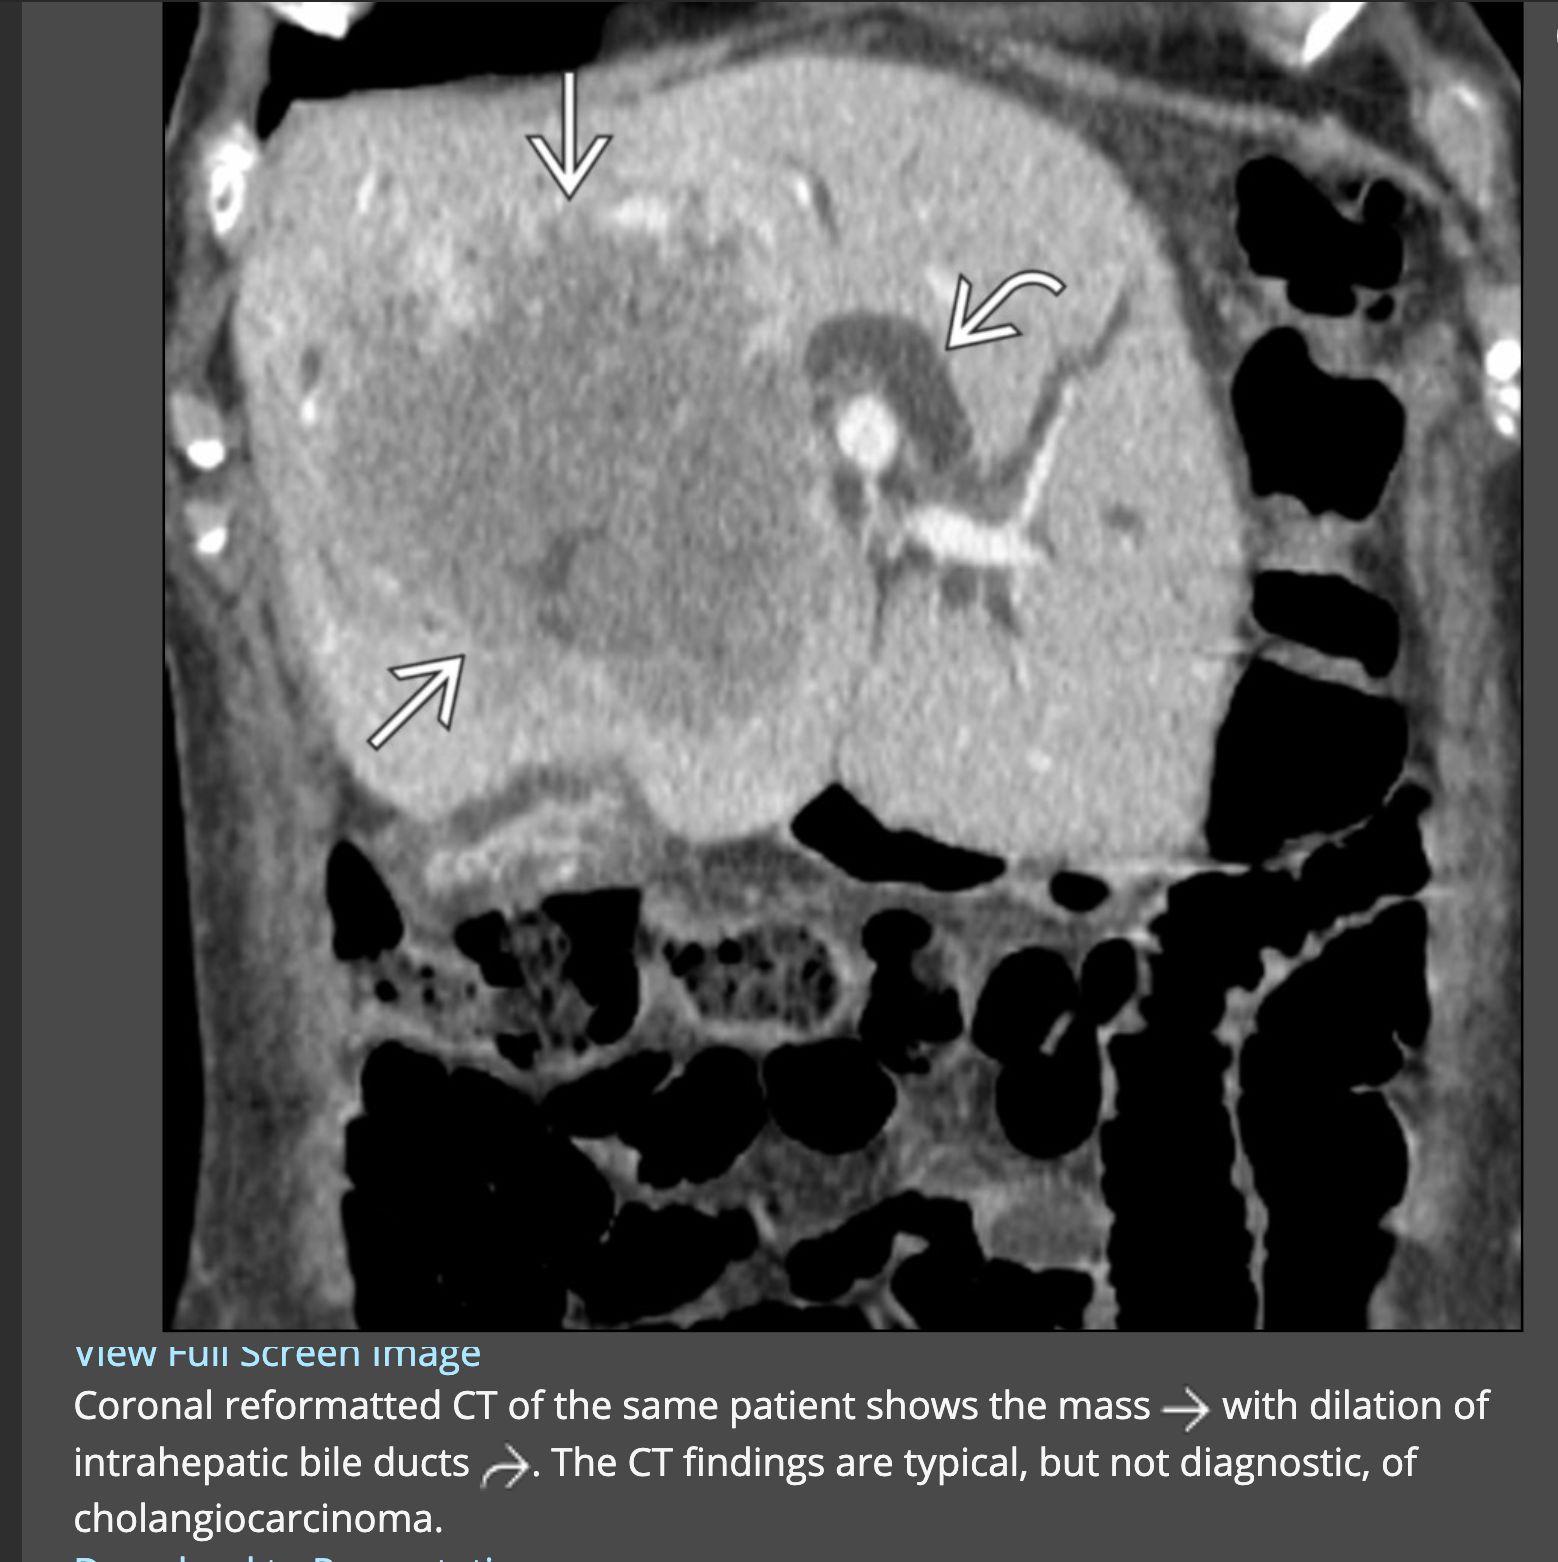 View Full Screen Image
Coronal reformatted CT of the same patient shows the mass → with dilation of
intrahepatic bile ducts ↷. The CT findings are typical, but not diagnostic, of
cholangiocarcinoma.